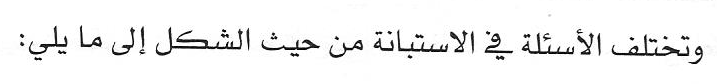 وتختلف الأسئلة في الاستبانة من حيث الشكل إلى ما يلي: